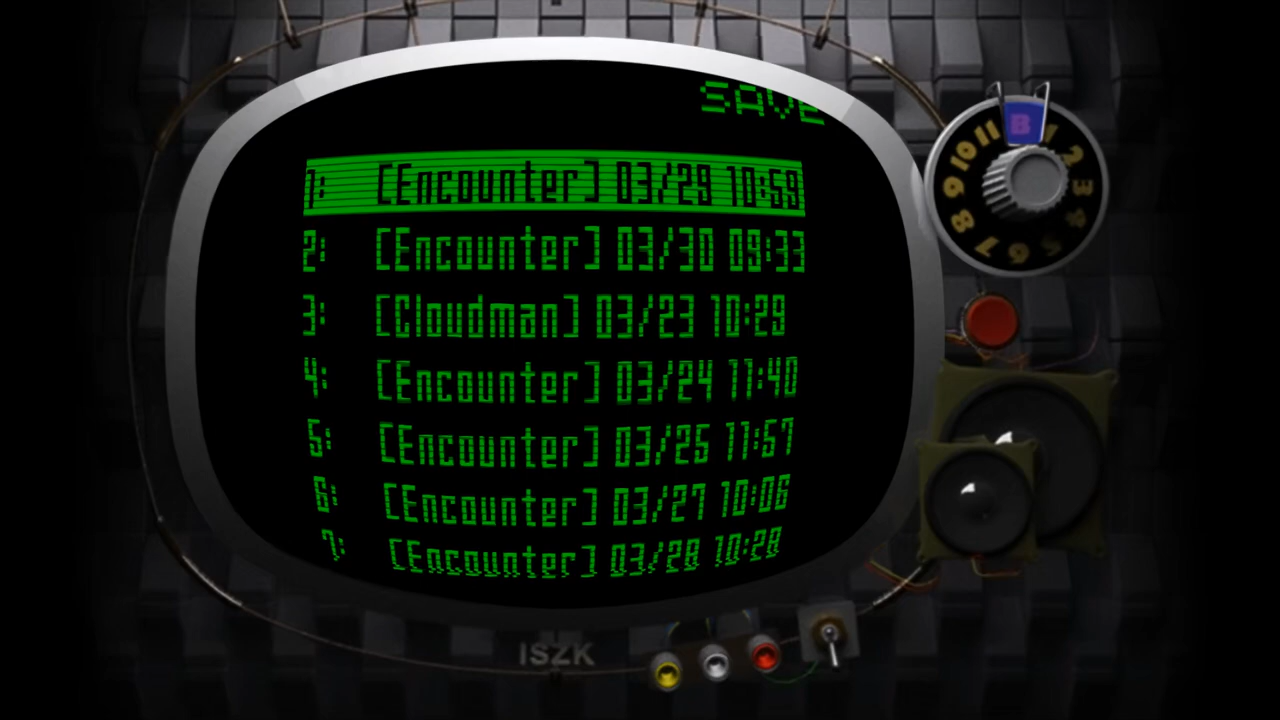 SAVE
1: [Encounter] 03/29 10:59
2: [Encounter] 03/30 09:33
3: [Cloudman] 03/23 10:29
4: [Encounter] 03/24 11:40
5: [Encounter] 03/25 11:57
6: [Encounter] 03/27 10:06
7: [Encounter] 03/28 10:28
B 1 2 3 4 5 6 7 8 9 10 11
ISZK